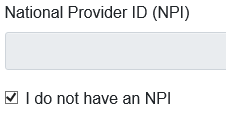 National Provider ID (NPI)
I do not have an NPI